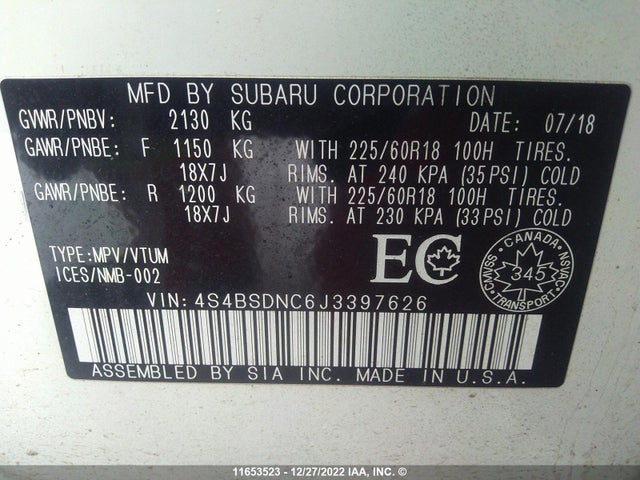 MFD BY SUBARU CORPORATION
GVWR/PNBV: 2130 KG DATE: 07/18
GAWR/PNBE: F 1150 KG WITH 225/60R18 100H TIRES.
18X7J RIMS. AT 240 KPA (35PSI) COLD
GAWR/PNBE: R 1200 KG WITH 225/60R18 100H TIRES.
18X7J RIMS. AT 230 KPA (33PSI) COLD
TYPE:MPV/VTUM
ICES/NMB-002
EC
CANADA
CMVSS
NSVAC
345
TRANSPORT
VIN: 4S4BSDNC6J3397626
ASSEMBLED BY SIA INC. MADE IN U.S.A.
11653523 - 12/27/2022 IAA, INC. ©